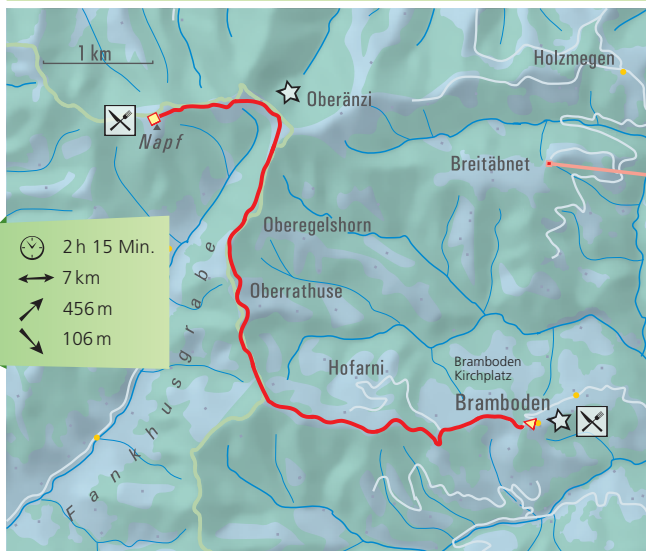 1 km
Holzmegen
Oberänzi
Napf
Breitäbnet
Oberegelshorn
2 h 15 Min.
7 km
456 m
106 m
Oberrathuse
Fankhusgrabe
Hofarni
Bramboden
Kirchplatz
Bramboden